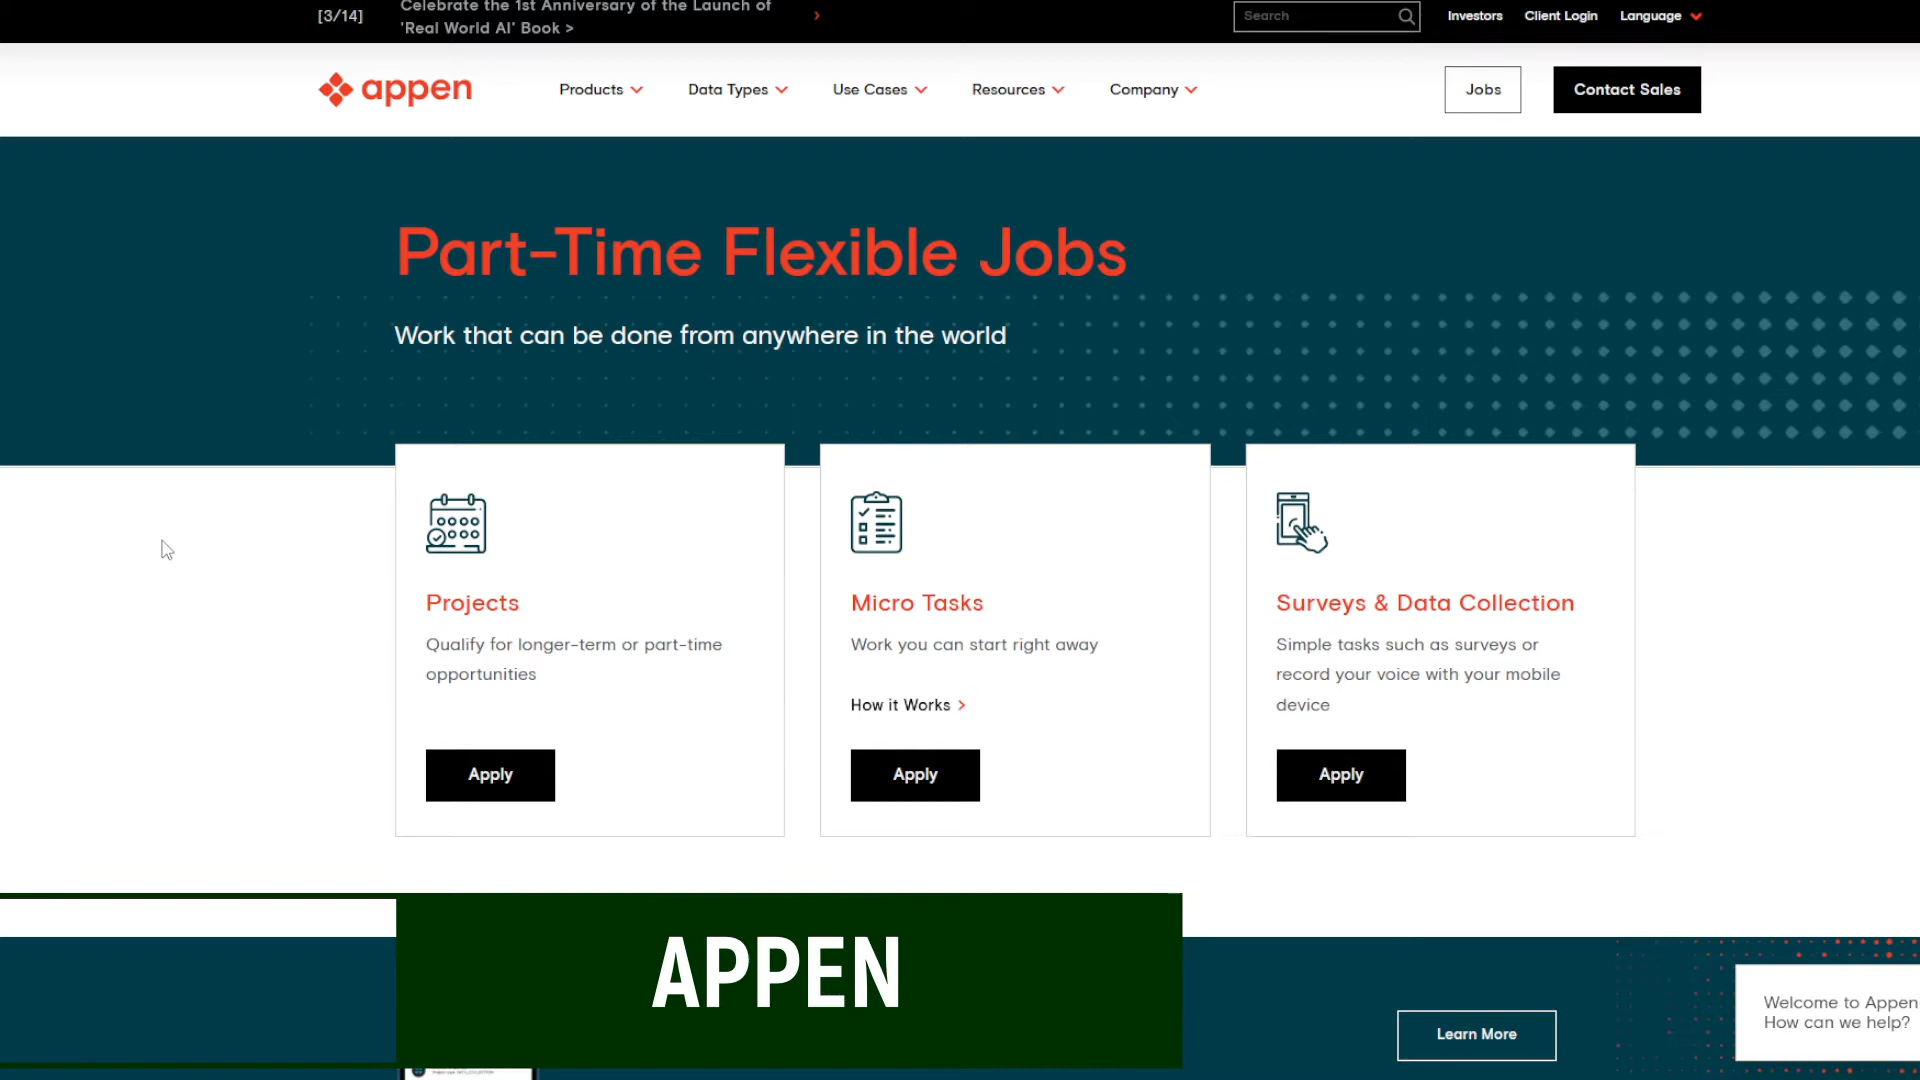 [3/14]
Celebrate the 1st Anniversary of the Launch of
'Real World AI' Book >
Search
Investors
Client Login
Language
appen
Products
Data Types
Use Cases
Resources
Company
Jobs
Contact Sales
Part-Time Flexible Jobs
Work that can be done from anywhere in the world
Projects
Qualify for longer-term or part-time
opportunities
Apply
Micro Tasks
Work you can start right away
How it Works >
Apply
Surveys & Data Collection
Simple tasks such as surveys or
record your voice with your mobile
device
Apply
APPEN
Learn More
Welcome to Appen
How can we help?